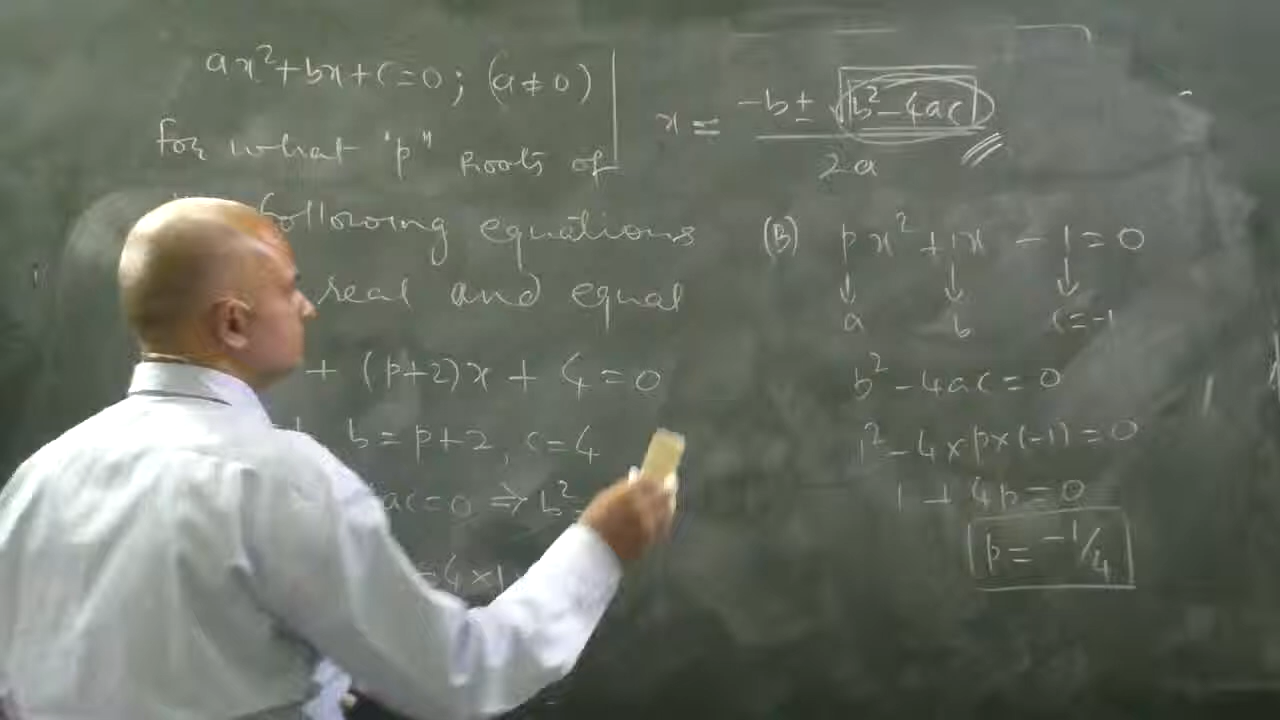 ax²+bx+c=0; (a≠0)
for what "p" roots of
following equations
real and equal
+ (p+2)x + 4=0
b=p+2, c=4
ac=0 ⇒ b²
=4×p
x = -b ± √b²-4ac / 2a
(B) px²+1x - 1=0
↓ ↓ ↓
a b c=-1
b²-4ac=0
1²-4×p×(-1)=0
1+4p=0
p=-1/4